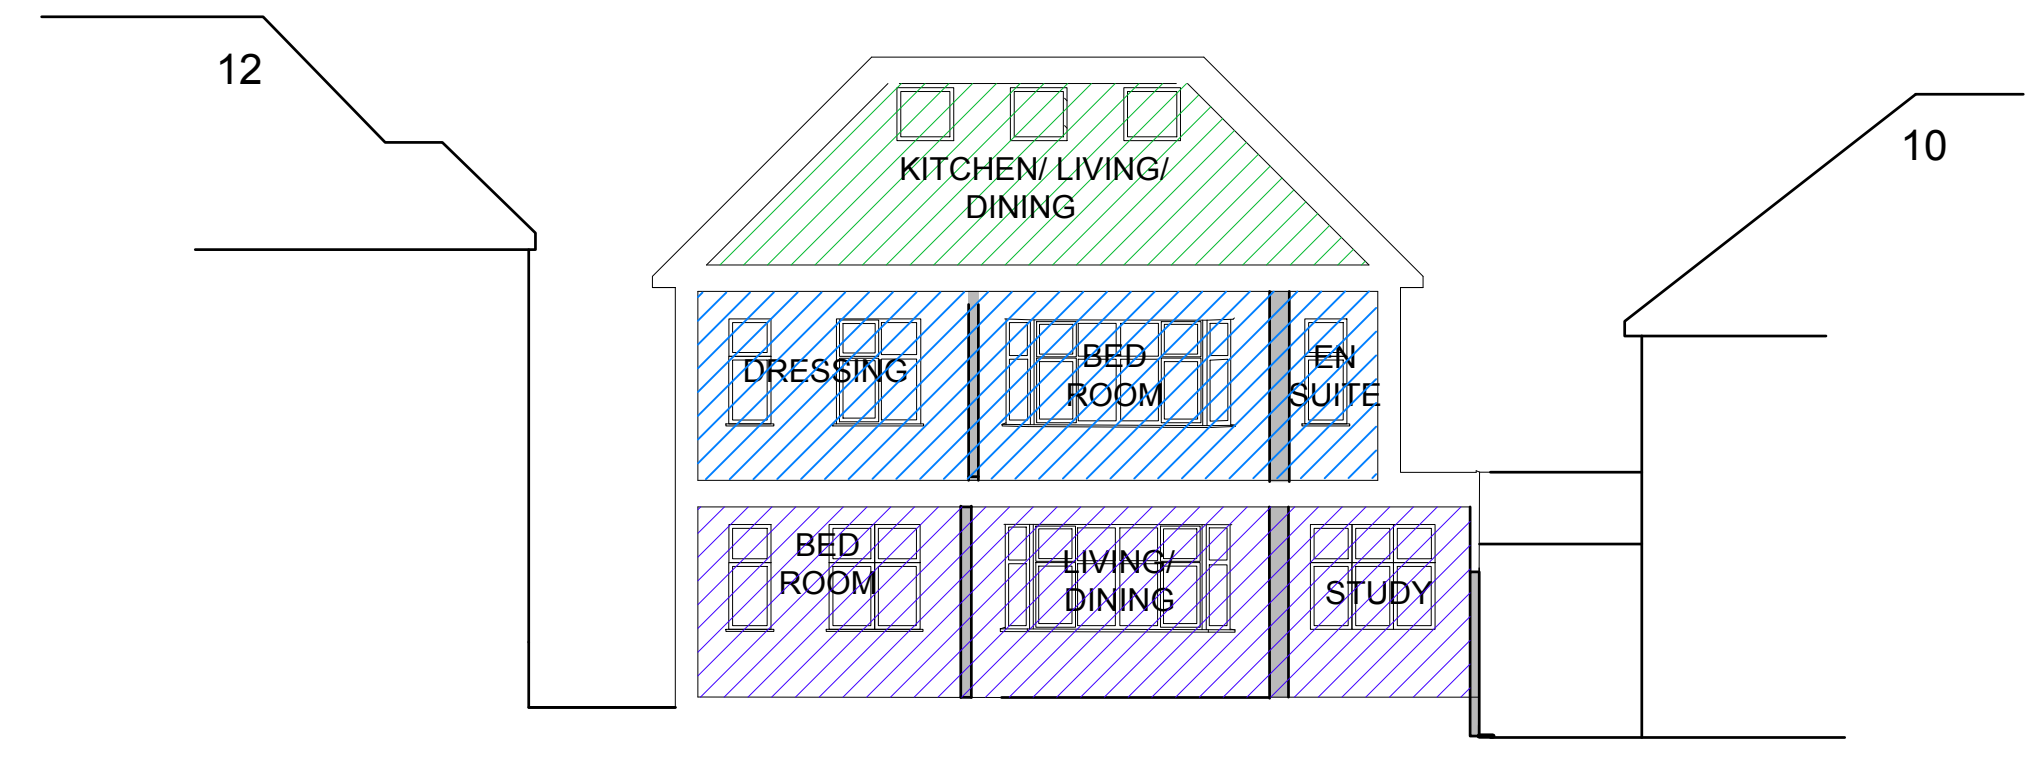 12
10
KITCHEN/ LIVING/
DINING
DRESSING
BED
ROOM
EN
SUITE
BED
ROOM
LIVING/
DINING
STUDY